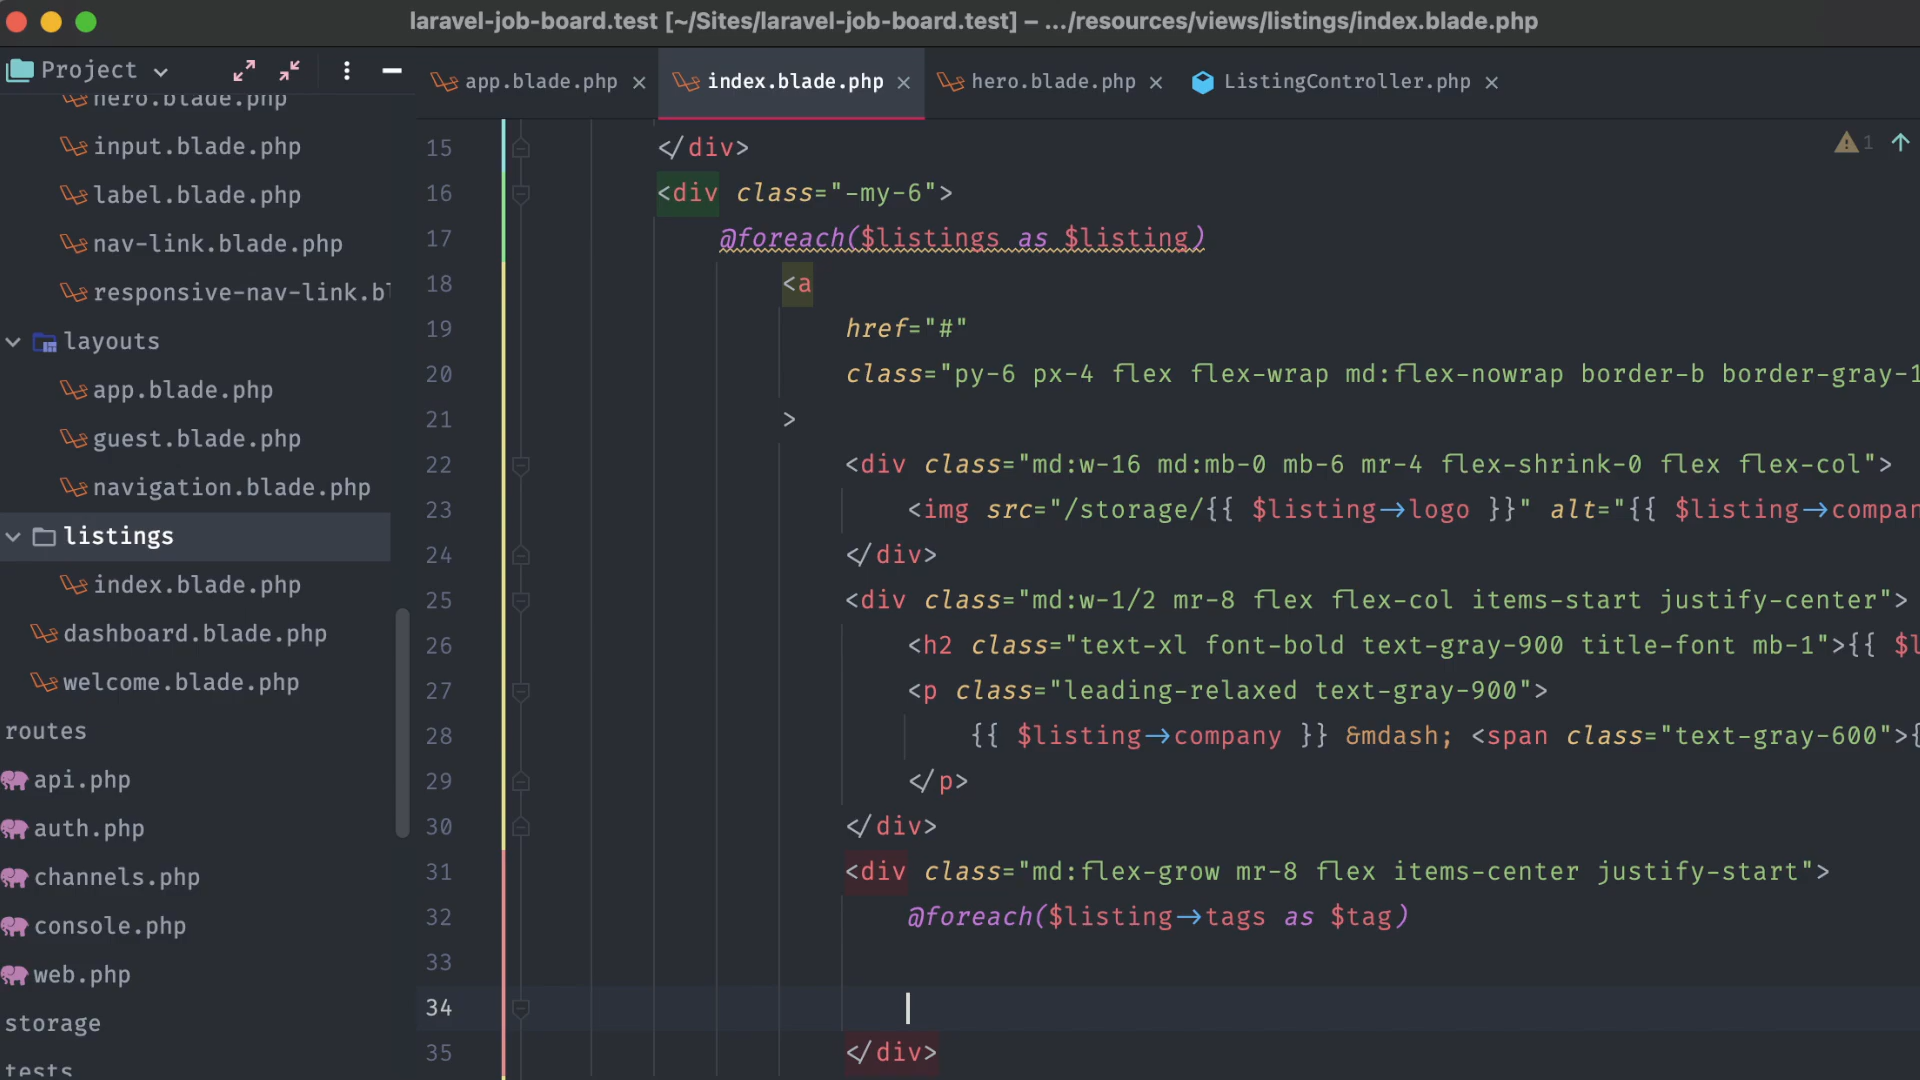 laravel-job-board.test [~/Sites/laravel-job-board.test] – .../resources/views/listings/index.blade.php
Project
app.blade.php
index.blade.php
hero.blade.php
ListingController.php
hero.blade.php
input.blade.php
label.blade.php
nav-link.blade.php
responsive-nav-link.bl
layouts
app.blade.php
guest.blade.php
navigation.blade.php
listings
index.blade.php
dashboard.blade.php
welcome.blade.php
routes
api.php
auth.php
channels.php
console.php
web.php
storage
tests
1
15 </div>
16 <div class="-my-6">
17 @foreach($listings as $listing)
18 <a
19 href="#"
20 class="py-6 px-4 flex flex-wrap md:flex-nowrap border-b border-gray-1
21 >
22 <div class="md:w-16 md:mb-0 mb-6 mr-4 flex-shrink-0 flex flex-col">
23 <img src="/storage/{{ $listing->logo }}" alt="{{ $listing->compan
24 </div>
25 <div class="md:w-1/2 mr-8 flex flex-col items-start justify-center">
26 <h2 class="text-xl font-bold text-gray-900 title-font mb-1">{{ $l
27 <p class="leading-relaxed text-gray-900">
28 {{ $listing->company }} &mdash; <span class="text-gray-600">{
29 </p>
30 </div>
31 <div class="md:flex-grow mr-8 flex items-center justify-start">
32 @foreach($listing->tags as $tag)
33
34
35 </div>